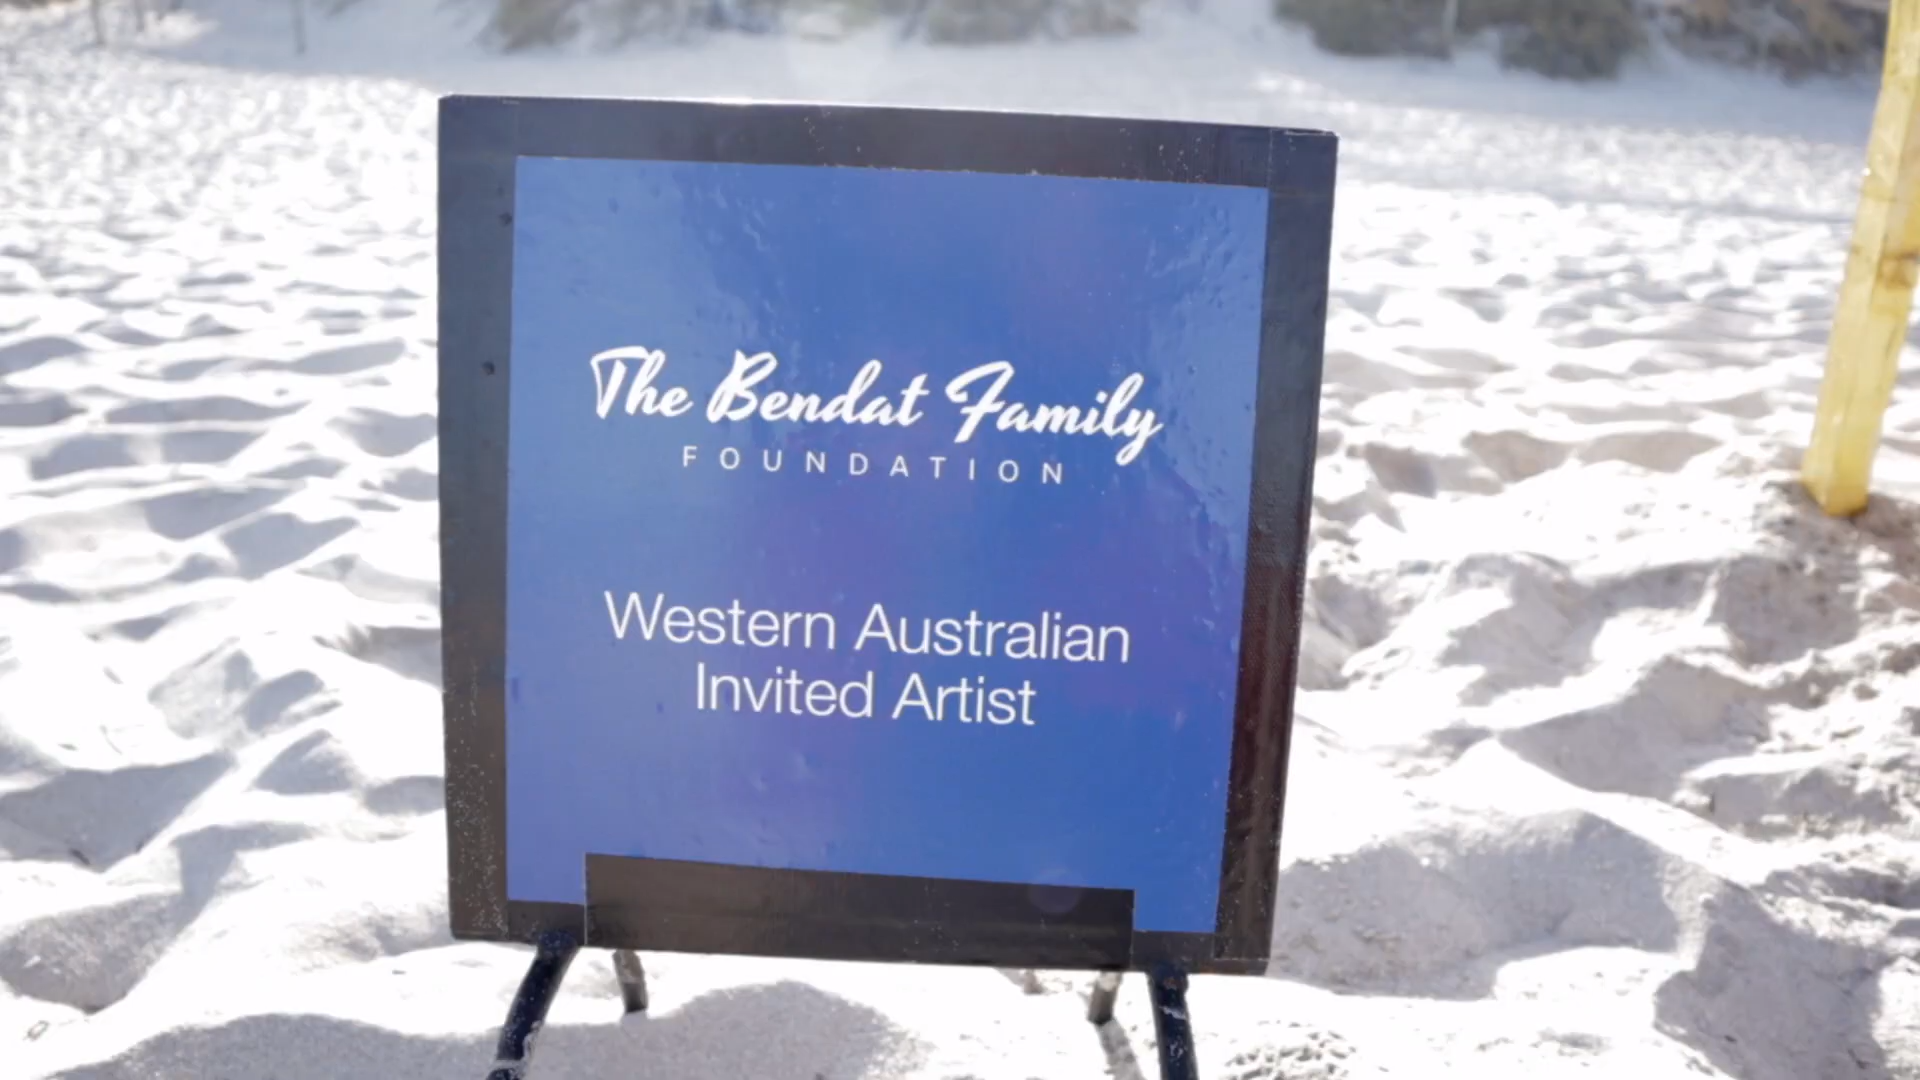 The Bendat Family
FOUNDATION
Western Australian
Invited Artist